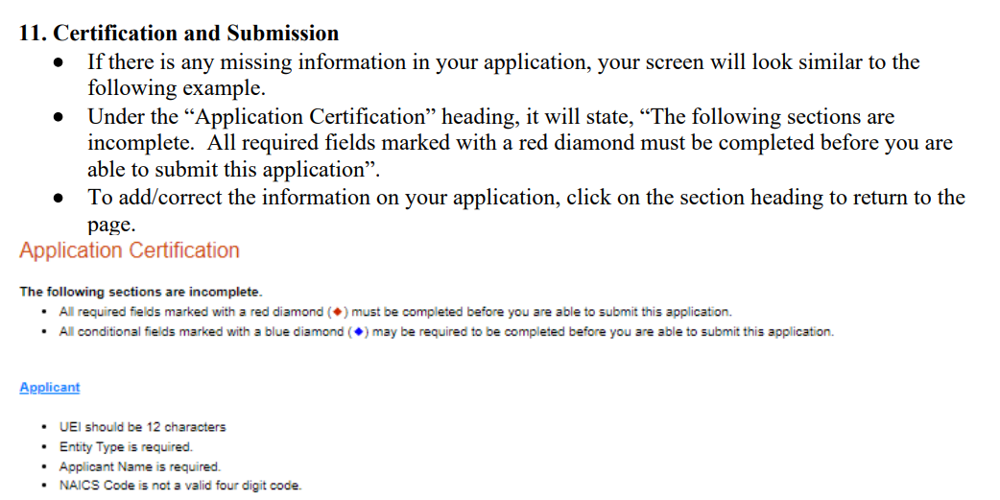 11. Certification and Submission
● If there is any missing information in your application, your screen will look similar to the
following example.
● Under the “Application Certification” heading, it will state, “The following sections are
incomplete.  All required fields marked with a red diamond must be completed before you are
able to submit this application”.
● To add/correct the information on your application, click on the section heading to return to the
page.
Application Certification
The following sections are incomplete.
• All required fields marked with a red diamond (◆) must be completed before you are able to submit this application.
• All conditional fields marked with a blue diamond (◆) may be required to be completed before you are able to submit this application.
Applicant
• UEI should be 12 characters
• Entity Type is required.
• Applicant Name is required.
• NAICS Code is not a valid four digit code.